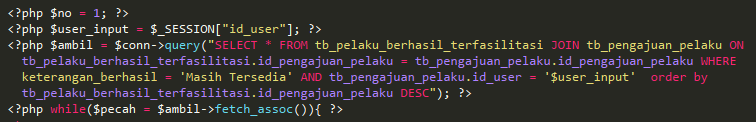 <?php $no = 1; ?>
<?php $user_input = $_SESSION["id_user"]; ?>
<?php $ambil = $conn->query("SELECT * FROM tb_pelaku_berhasil_terfasilitasi JOIN tb_pengajuan_pelaku ON
tb_pelaku_berhasil_terfasilitasi.id_pengajuan_pelaku = tb_pengajuan_pelaku.id_pengajuan_pelaku WHERE
keterangan_berhasil = 'Masih Tersedia' AND tb_pengajuan_pelaku.id_user = '$user_input'  order by
tb_pelaku_berhasil_terfasilitasi.id_pengajuan_pelaku DESC"); ?>
<?php while($pecah = $ambil->fetch_assoc()){ ?>